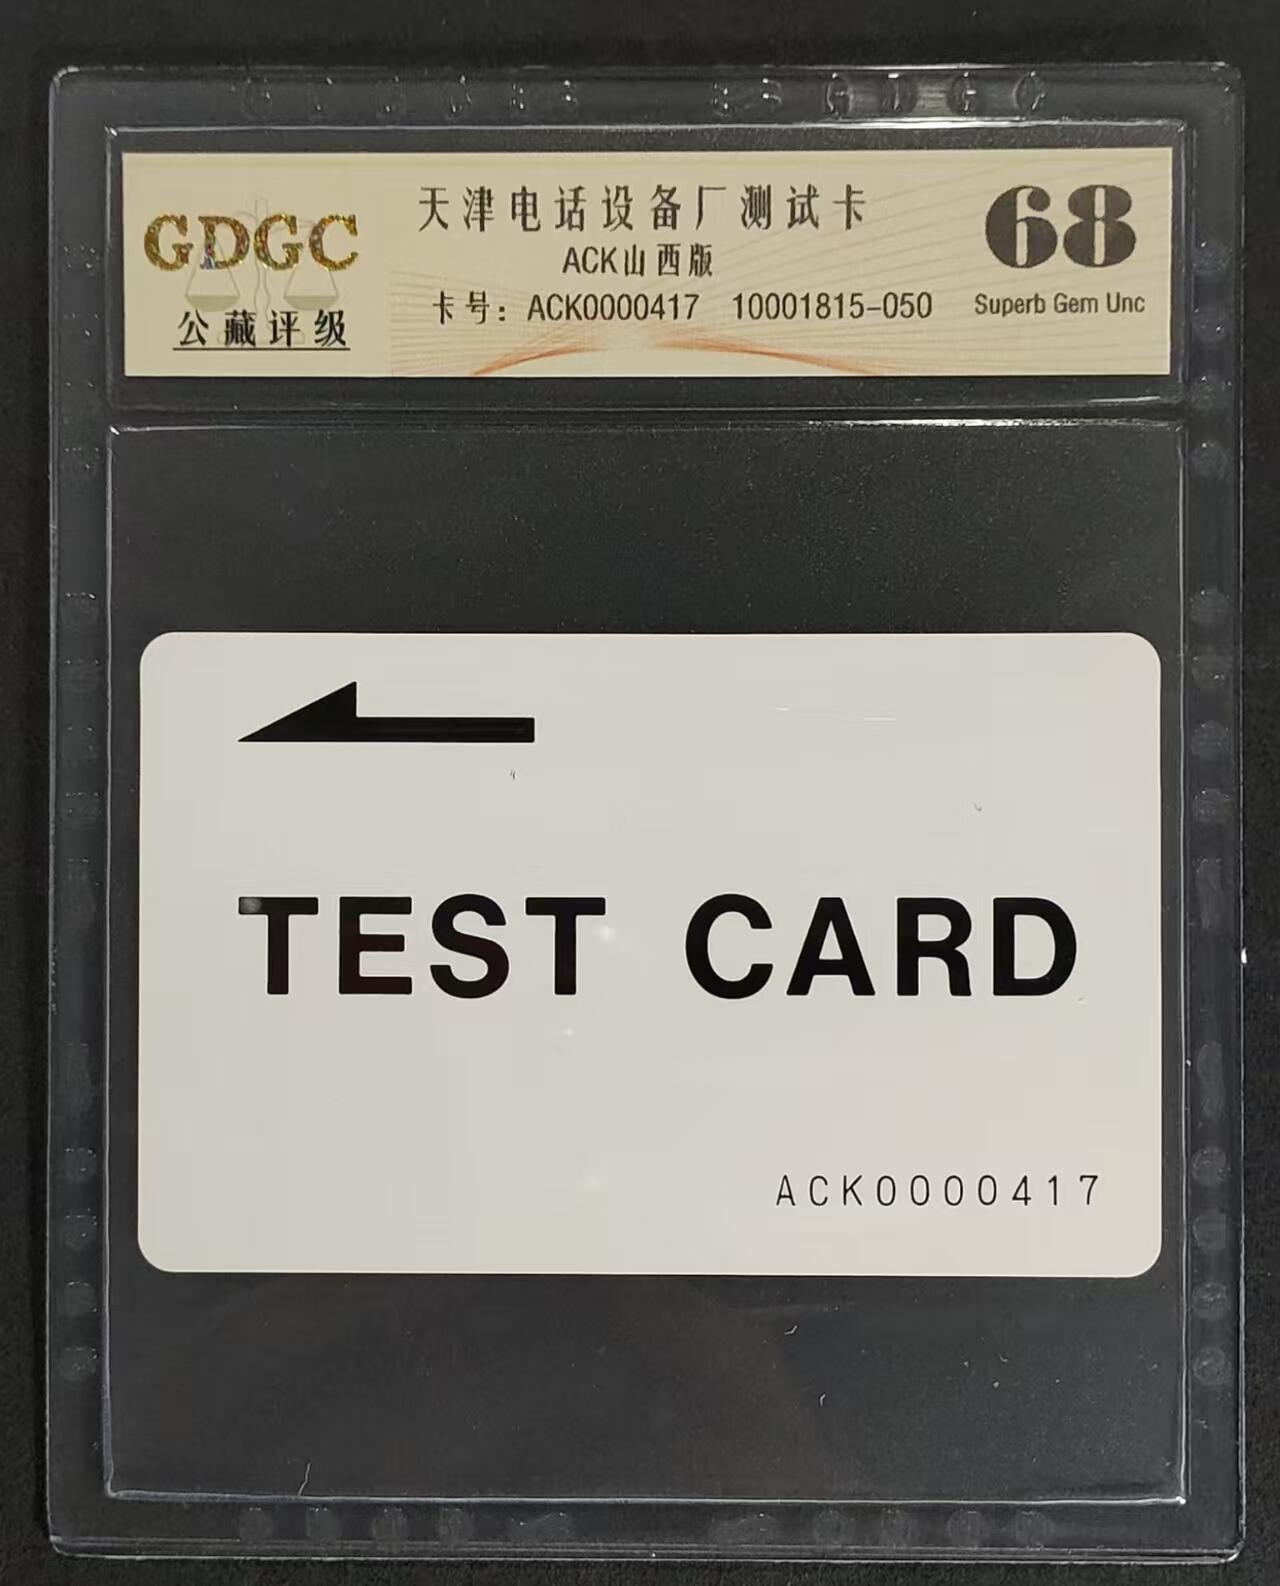 GDGC
公藏评级
天津电话设备厂测试卡
ACK山西版
卡号：ACK0000417 10001815-050
68
Superb Gem Unc
TEST CARD
ACK0000417